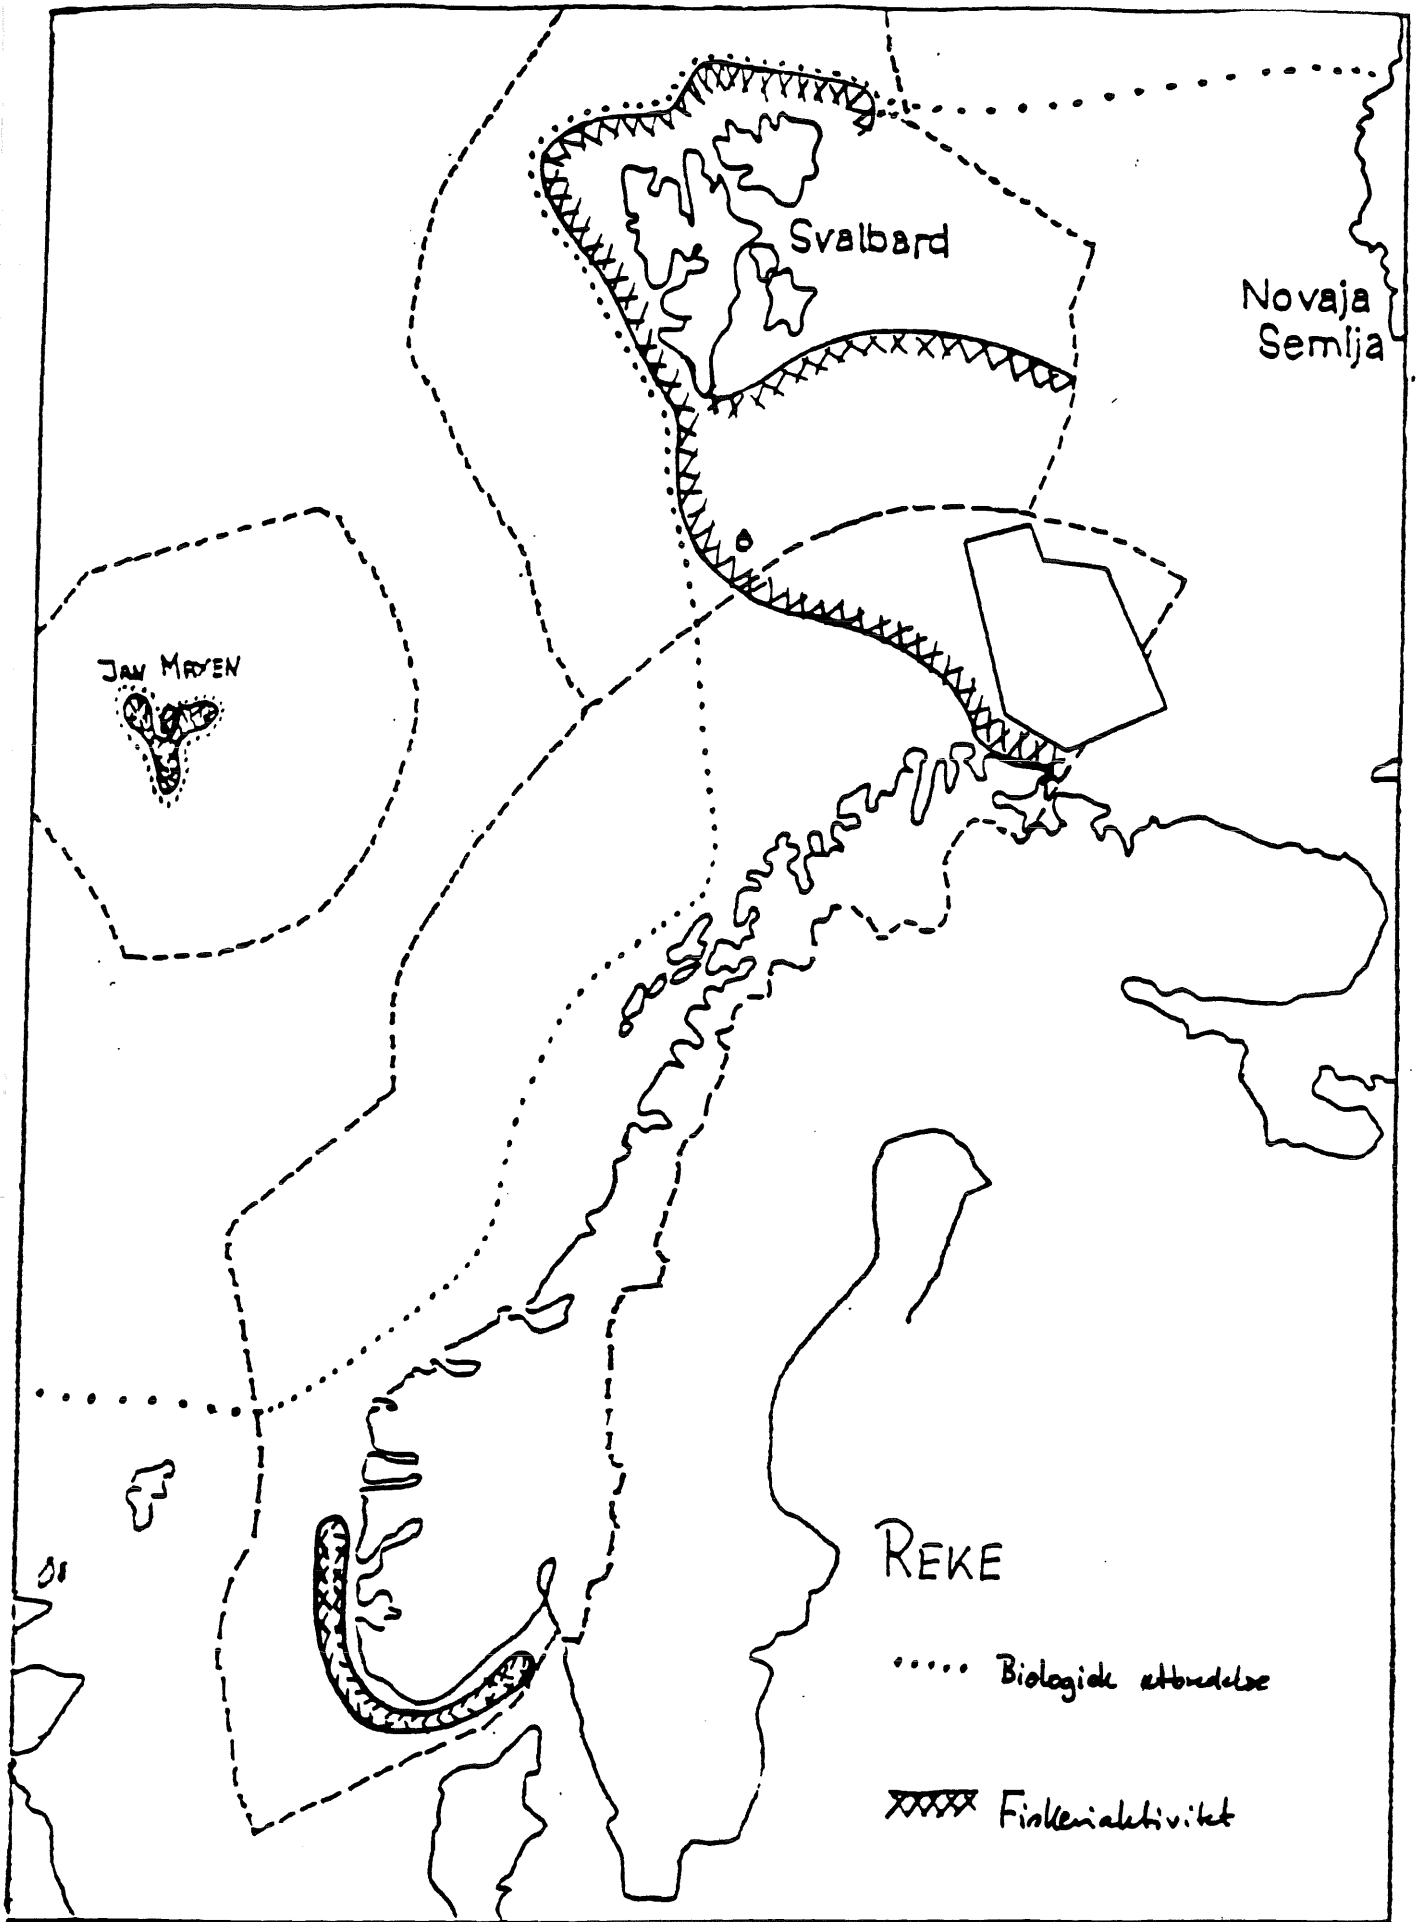 Svalbard
Novaja
Semlja
JAN MAYEN
REKE
Biologisk utbredelse
Fiskeriaktivitet